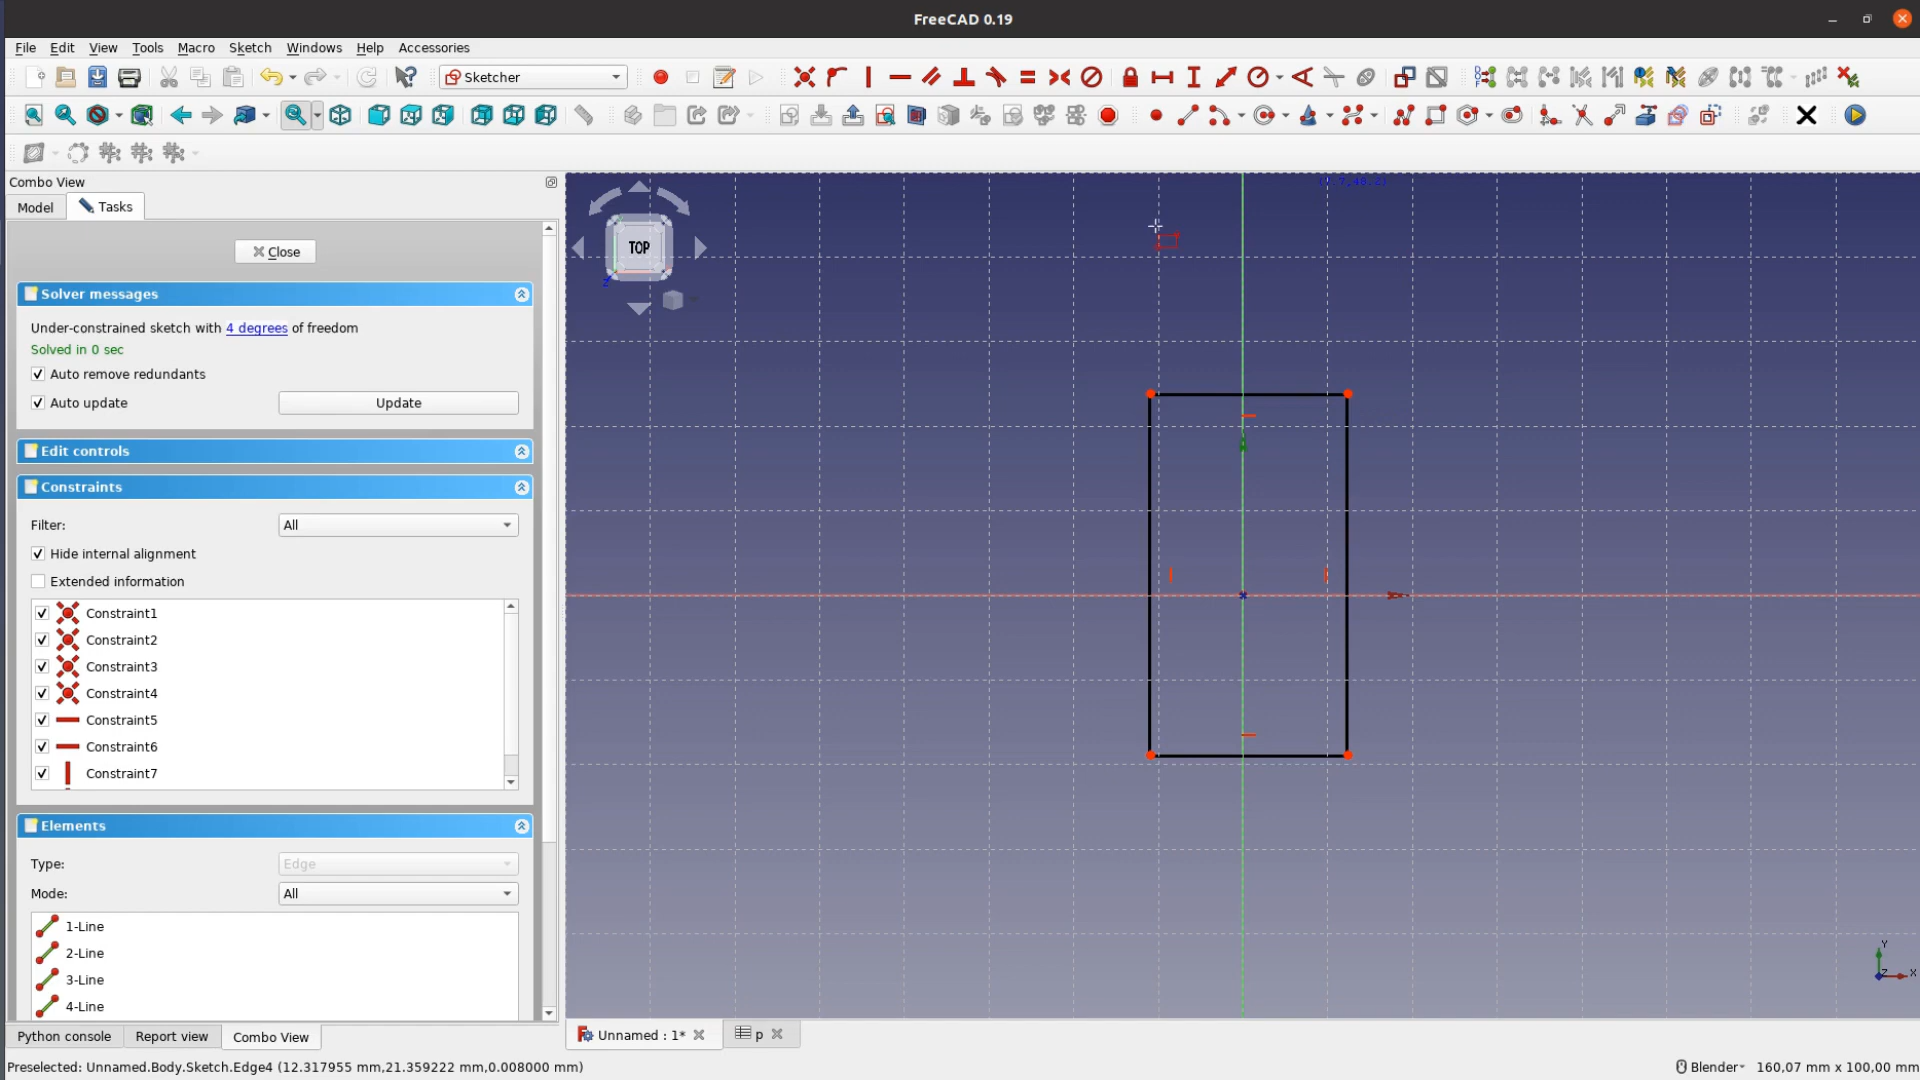 FreeCAD 0.19
File Edit View Tools Macro Sketch Windows Help Accessories
Sketcher
Combo View
Model Tasks
Close
Solver messages
Under-constrained sketch with 4 degrees of freedom
Solved in 0 sec
Auto remove redundants
Auto update Update
Edit controls
Constraints
Filter: All
Hide internal alignment
Extended information
Constraint1
Constraint2
Constraint3
Constraint4
Constraint5
Constraint6
Constraint7
Elements
Type: Edge
Mode: All
1-Line
2-Line
3-Line
4-Line
TOP
Z
Y
Z X
Python console Report view Combo View
Unnamed : 1* p
Preselected: Unnamed.Body.Sketch.Edge4 (12.317955 mm,21.359222 mm,0.008000 mm)
Blender 160,07 mm x 100,00 mm